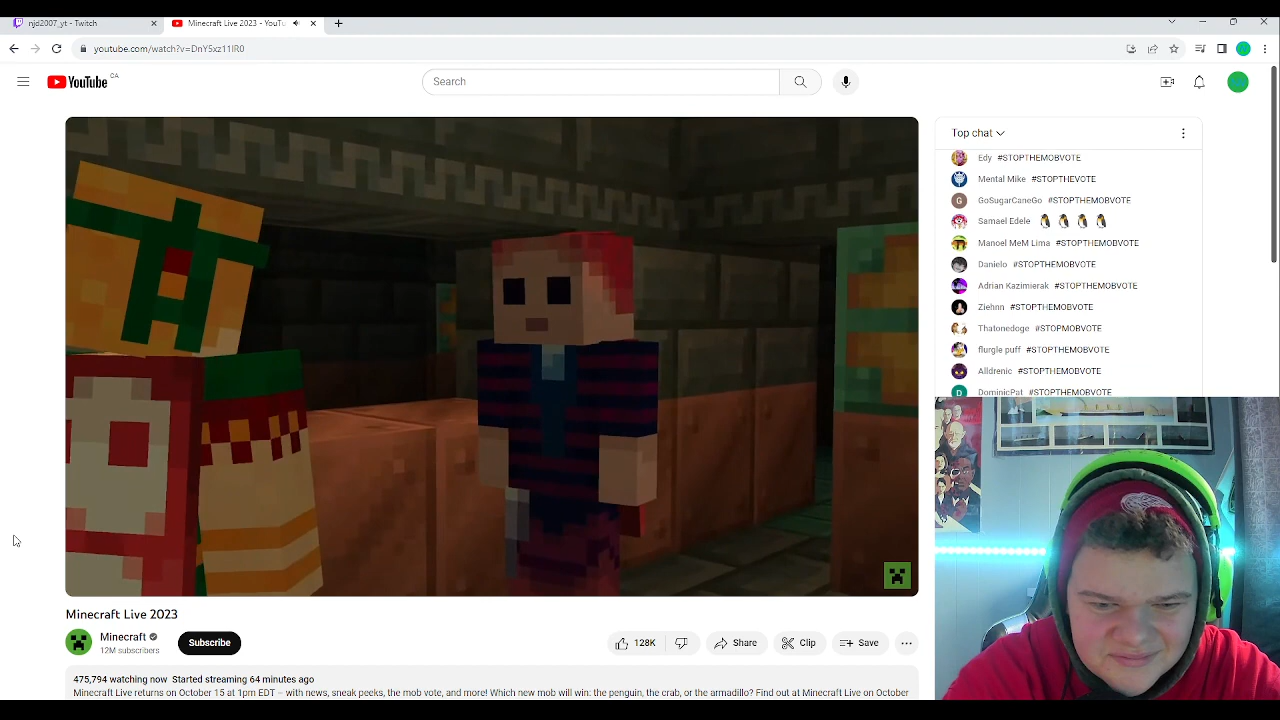 njd2007_yt - Twitch
Minecraft Live 2023 - YouTu
youtube.com/watch?v=DnY5xz11IR0
YouTube CA
Search
Top chat
Edy #STOPTHEMOBVOTE
Mental Mike #STOPTHEVOTE
GoSugarCaneGo #STOPTHEMOBVOTE
Samael Edele
Manoel MeM Lima #STOPTHEMOBVOTE
Danielo #STOPTHEMOBVOTE
Adrian Kazimierak #STOPTHEMOBVOTE
Ziehnn #STOPTHEMOBVOTE
Thatonedoge #STOPMOBVOTE
flurgle puff #STOPTHEMOBVOTE
Alldrenic #STOPTHEMOBVOTE
DominicPat #STOPTHEMOBVOTE
Minecraft Live 2023
Minecraft
12M subscribers
Subscribe
128K
Share
Clip
Save
475,794 watching now Started streaming 64 minutes ago
Minecraft Live returns on October 15 at 1pm EDT – with news, sneak peeks, the mob vote, and more! Which new mob will win: the penguin, the crab, or the armadillo? Find out at Minecraft Live on October